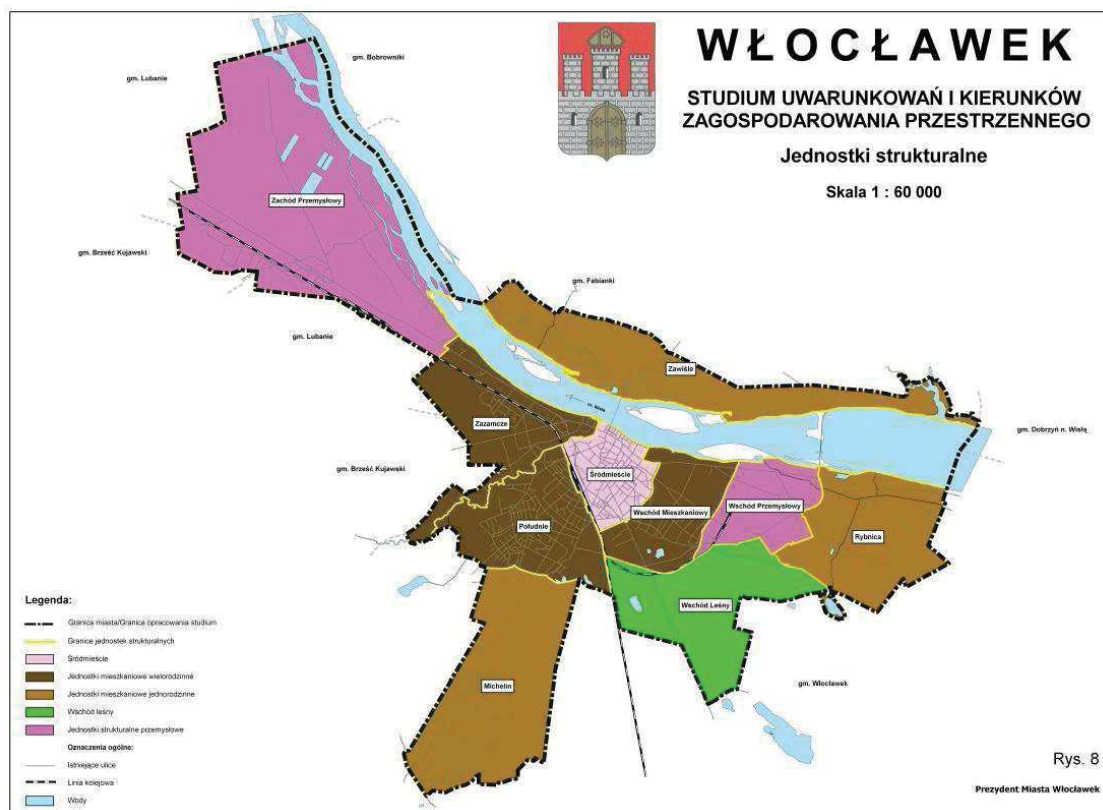 WŁOCŁAWEK
STUDIUM UWARUNKOWAŃ I KIERUNKÓW
ZAGOSPODAROWANIA PRZESTRZENNEGO
Jednostki strukturalne
Skala 1 : 60 000
gm. Bobrowniki
gm. Lubanie
Zachód Przemysłowy
gm. Brześć Kujawski
gm. Fabianki
gm. Lubanie
Zawiśle
rz. Wisła
Zazamcze
gm. Dobrzyń n. Wisłą
gm. Brześć Kujawski
Śródmieście
Wschód Przemysłowy
Wschód Mieszkaniowy
Południe
Rybnica
Wschód Leśny
Michelin
gm. Włocławek
Legenda:
Granica miasta/Granica opracowania studium
Granice jednostek strukturalnych
Śródmieście
Jednostki mieszkaniowe wielorodzinne
Jednostki mieszkaniowe jednorodzinne
Wschód leśny
Jednostki strukturalne przemysłowe
Oznaczenia ogólne:
Istniejące ulice
Linia kolejowa
Wody
Rys. 8
Prezydent Miasta Włocławek